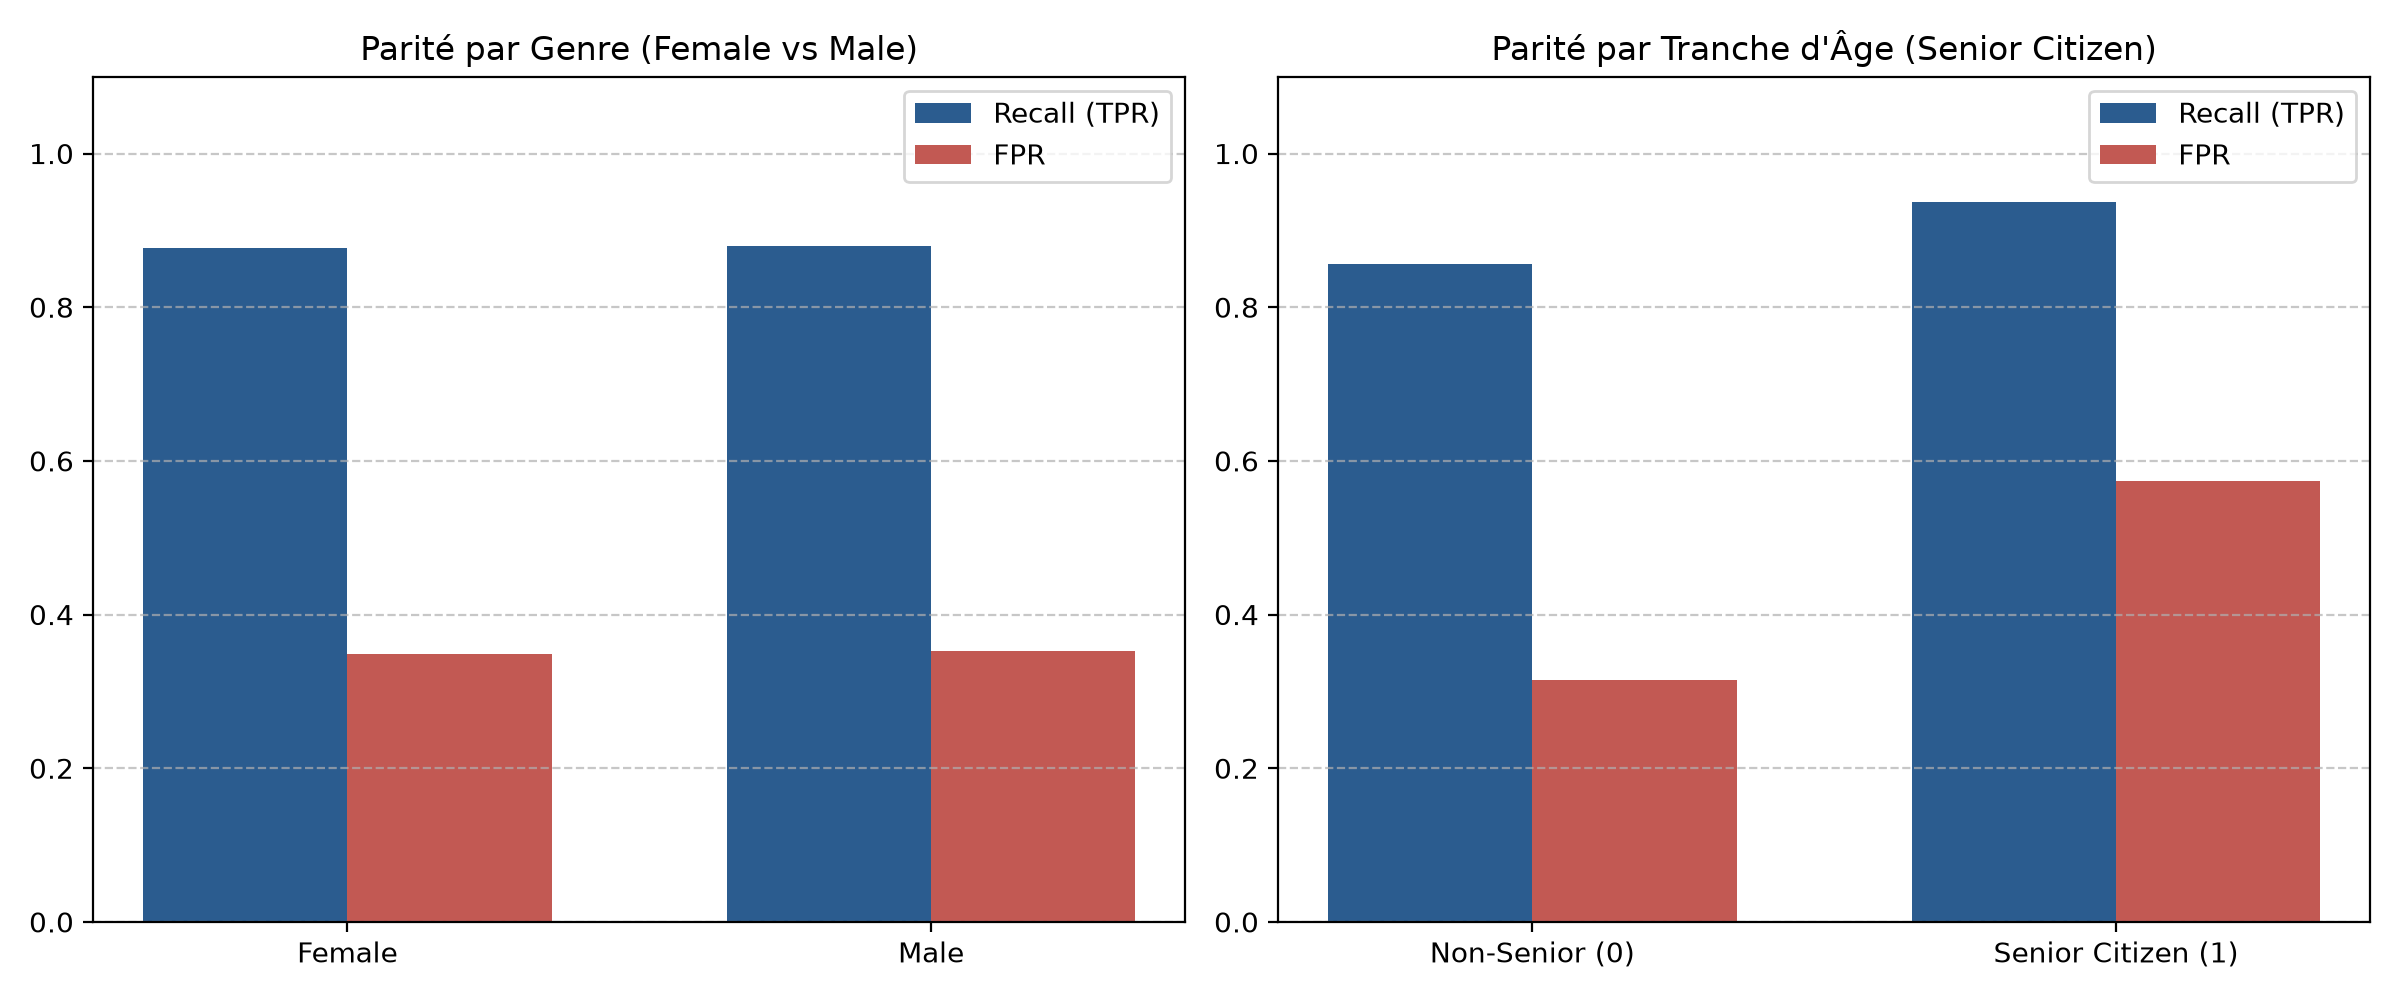 Parité par Genre (Female vs Male)
Recall (TPR)
FPR
1.0
0.8
0.6
0.4
0.2
0.0
Female
Male
Parité par Tranche d'Âge (Senior Citizen)
Recall (TPR)
FPR
1.0
0.8
0.6
0.4
0.2
0.0
Non-Senior (0)
Senior Citizen (1)